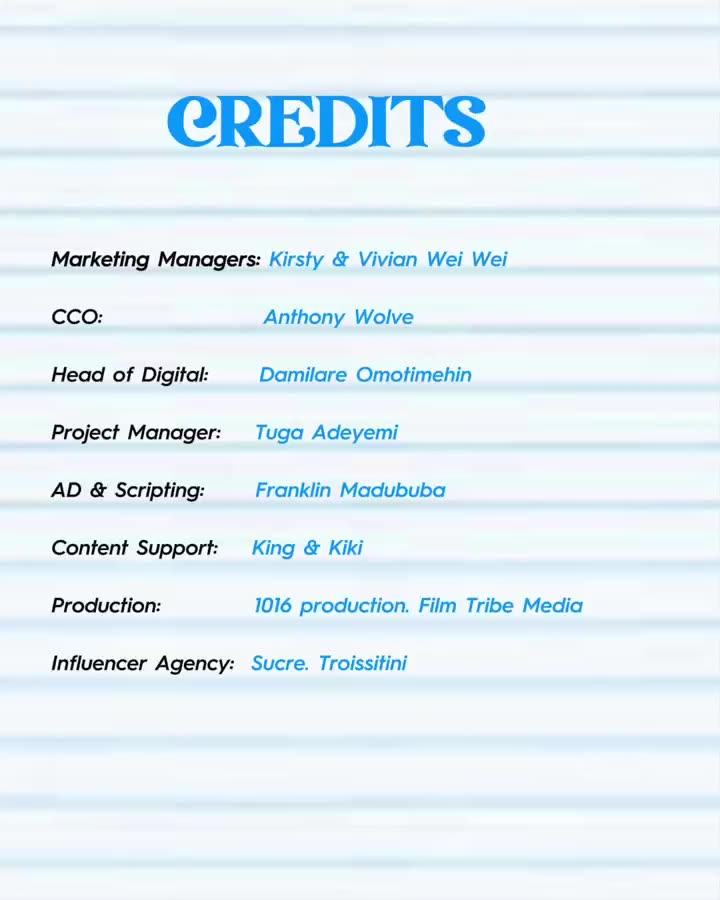 CREDITS
Marketing Managers: Kirsty & Vivian Wei Wei
CCO: Anthony Wolve
Head of Digital: Damilare Omotimehin
Project Manager: Tuga Adeyemi
AD & Scripting: Franklin Madububa
Content Support: King & Kiki
Production: 1016 production. Film Tribe Media
Influencer Agency: Sucre. Troissitini